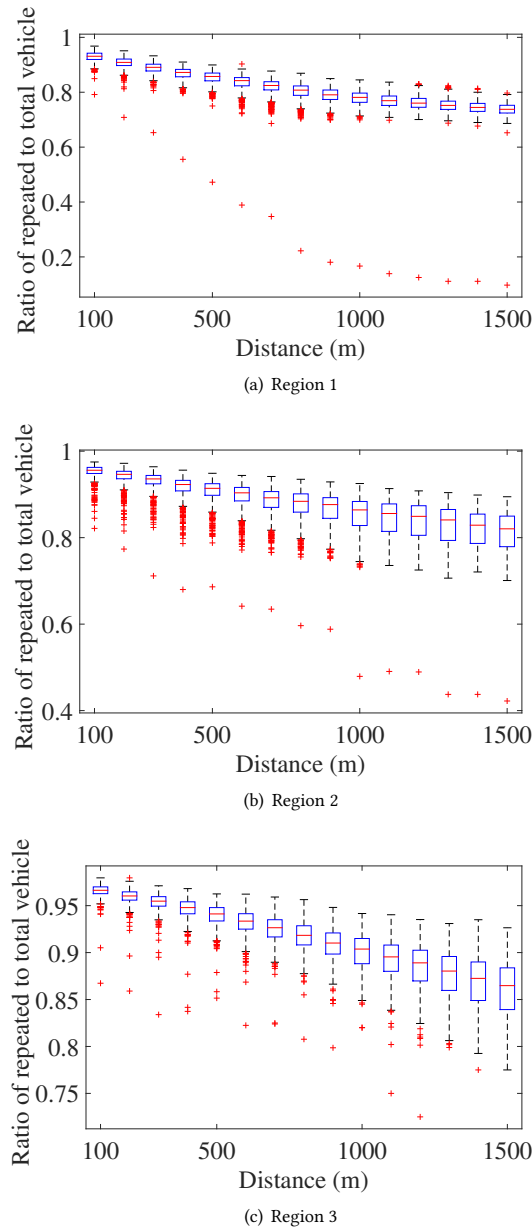 1
0.8
0.6
0.4
0.2
Ratio of repeated to total vehicle
100
500
1000
1500
Distance (m)
(a) Region 1
1
0.8
0.6
0.4
Ratio of repeated to total vehicle
100
500
1000
1500
Distance (m)
(b) Region 2
0.95
0.9
0.85
0.8
0.75
Ratio of repeated to total vehicle
100
500
1000
1500
Distance (m)
(c) Region 3